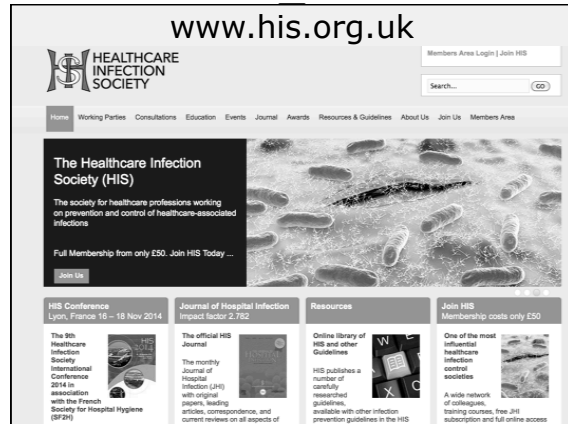 www.his.org.uk
Members Area Login | Join HIS
HIS
HEALTHCARE
INFECTION
SOCIETY
Search...
GO
Home Working Parties Consultations Education Events Journal Awards Resources & Guidelines About Us Join Us Members Area
The Healthcare Infection
Society (HIS)
The society for healthcare professions working
on prevention and control of healthcare-associated
infections
Full Membership from only £50. Join HIS Today ...
Join Us
HIS Conference
Lyon, France 16 – 18 Nov 2014
The 9th
Healthcare
Infection
Society
International
Conference
2014 in
association
with the French
Society for Hospital Hygiene
(SF2H)
HIS
2014
Journal of Hospital Infection
Impact factor 2.782
The official HIS
Journal
The monthly
Journal of
Hospital
Infection (JHI)
with original
papers, leading
articles, correspondence, and
current reviews on all aspects of
Resources
Online library of
HIS and other
Guidelines
HIS publishes a
number of
carefully
researched
guidelines,
available with other infection
prevention guidelines in the HIS
Join HIS
Membership costs only £50
One of the most
influential
healthcare
infection
control
societies
A wide network
of colleagues,
training courses, free JHI
subscription and full online access